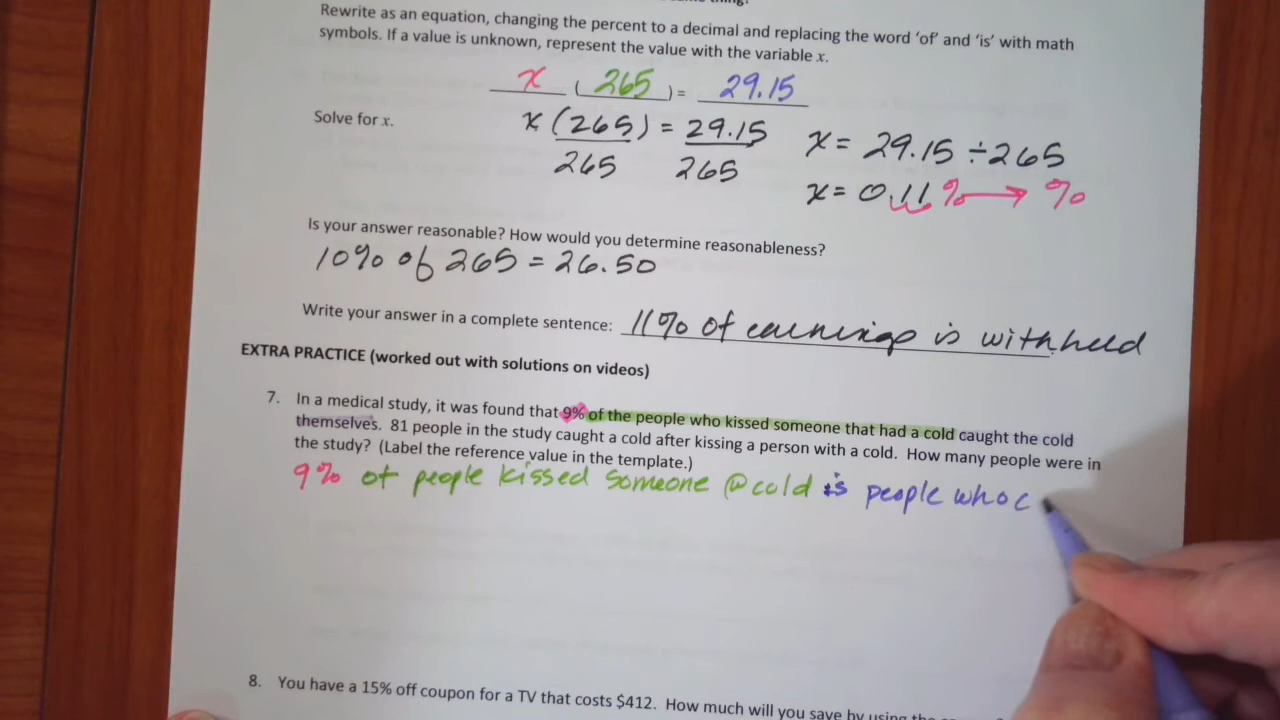 thing.
Rewrite as an equation, changing the percent to a decimal and replacing the word ‘of’ and ‘is’ with math
symbols. If a value is unknown, represent the value with the variable x.
x ( 265 ) = 29.15
Solve for x.
x (265) = 29.15
265 265
x = 29.15 ÷ 265
x = 0.11% → %
Is your answer reasonable? How would you determine reasonableness?
10% of 265 = 26.50
Write your answer in a complete sentence: 11% of earnings is withheld
EXTRA PRACTICE (worked out with solutions on videos)
7. In a medical study, it was found that 9% of the people who kissed someone that had a cold caught the cold
themselves. 81 people in the study caught a cold after kissing a person with a cold. How many people were in
the study? (Label the reference value in the template.)
9% of people kissed someone @ cold is people who c
8. You have a 15% off coupon for a TV that costs $412. How much will you save by using the